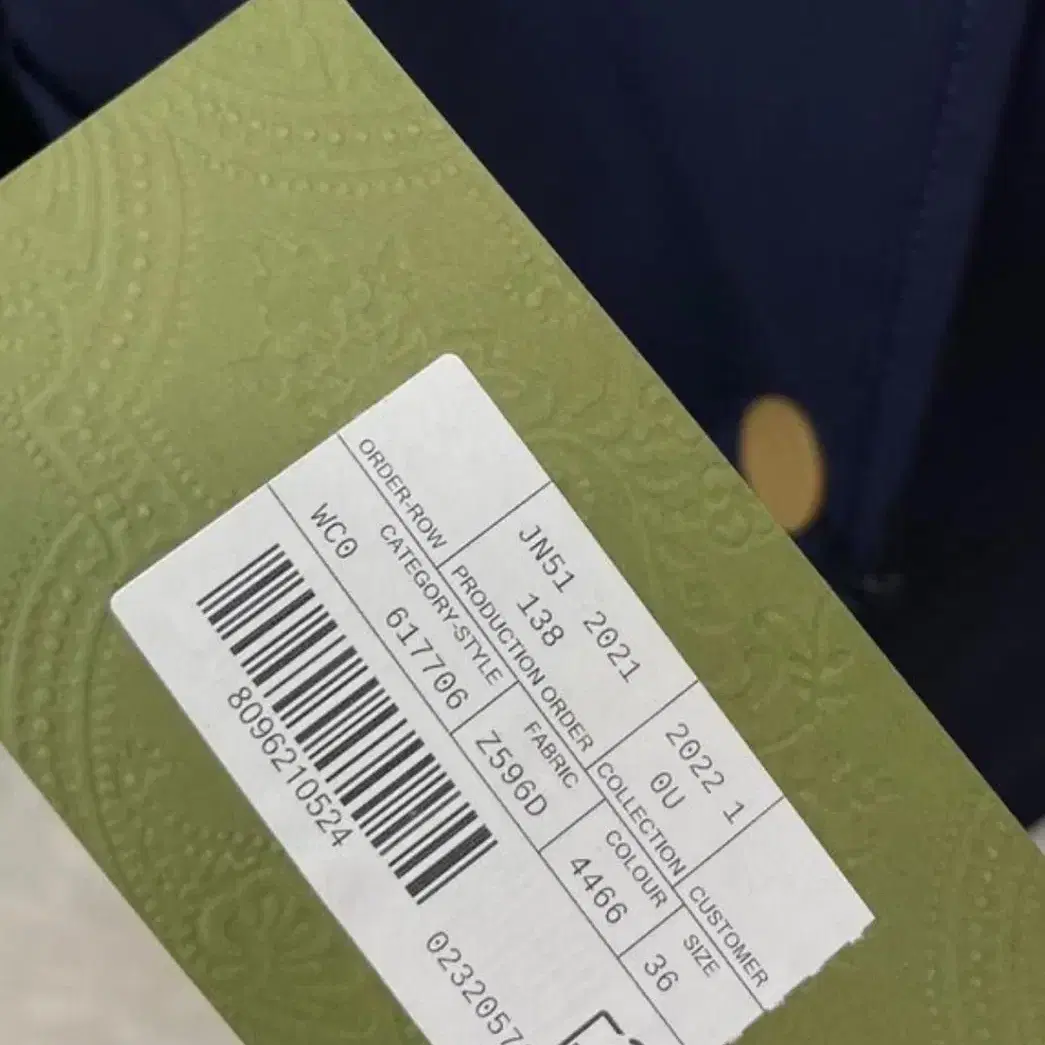 JN51 2021
2022 1
138
0U
ORDER-ROW
PRODUCTION ORDER
COLLECTION
CUSTOMER
CATEGORY-STYLE
FABRIC
COLOUR
SIZE
WC0 617706
Z596D
4466
36
8096210524
0232057